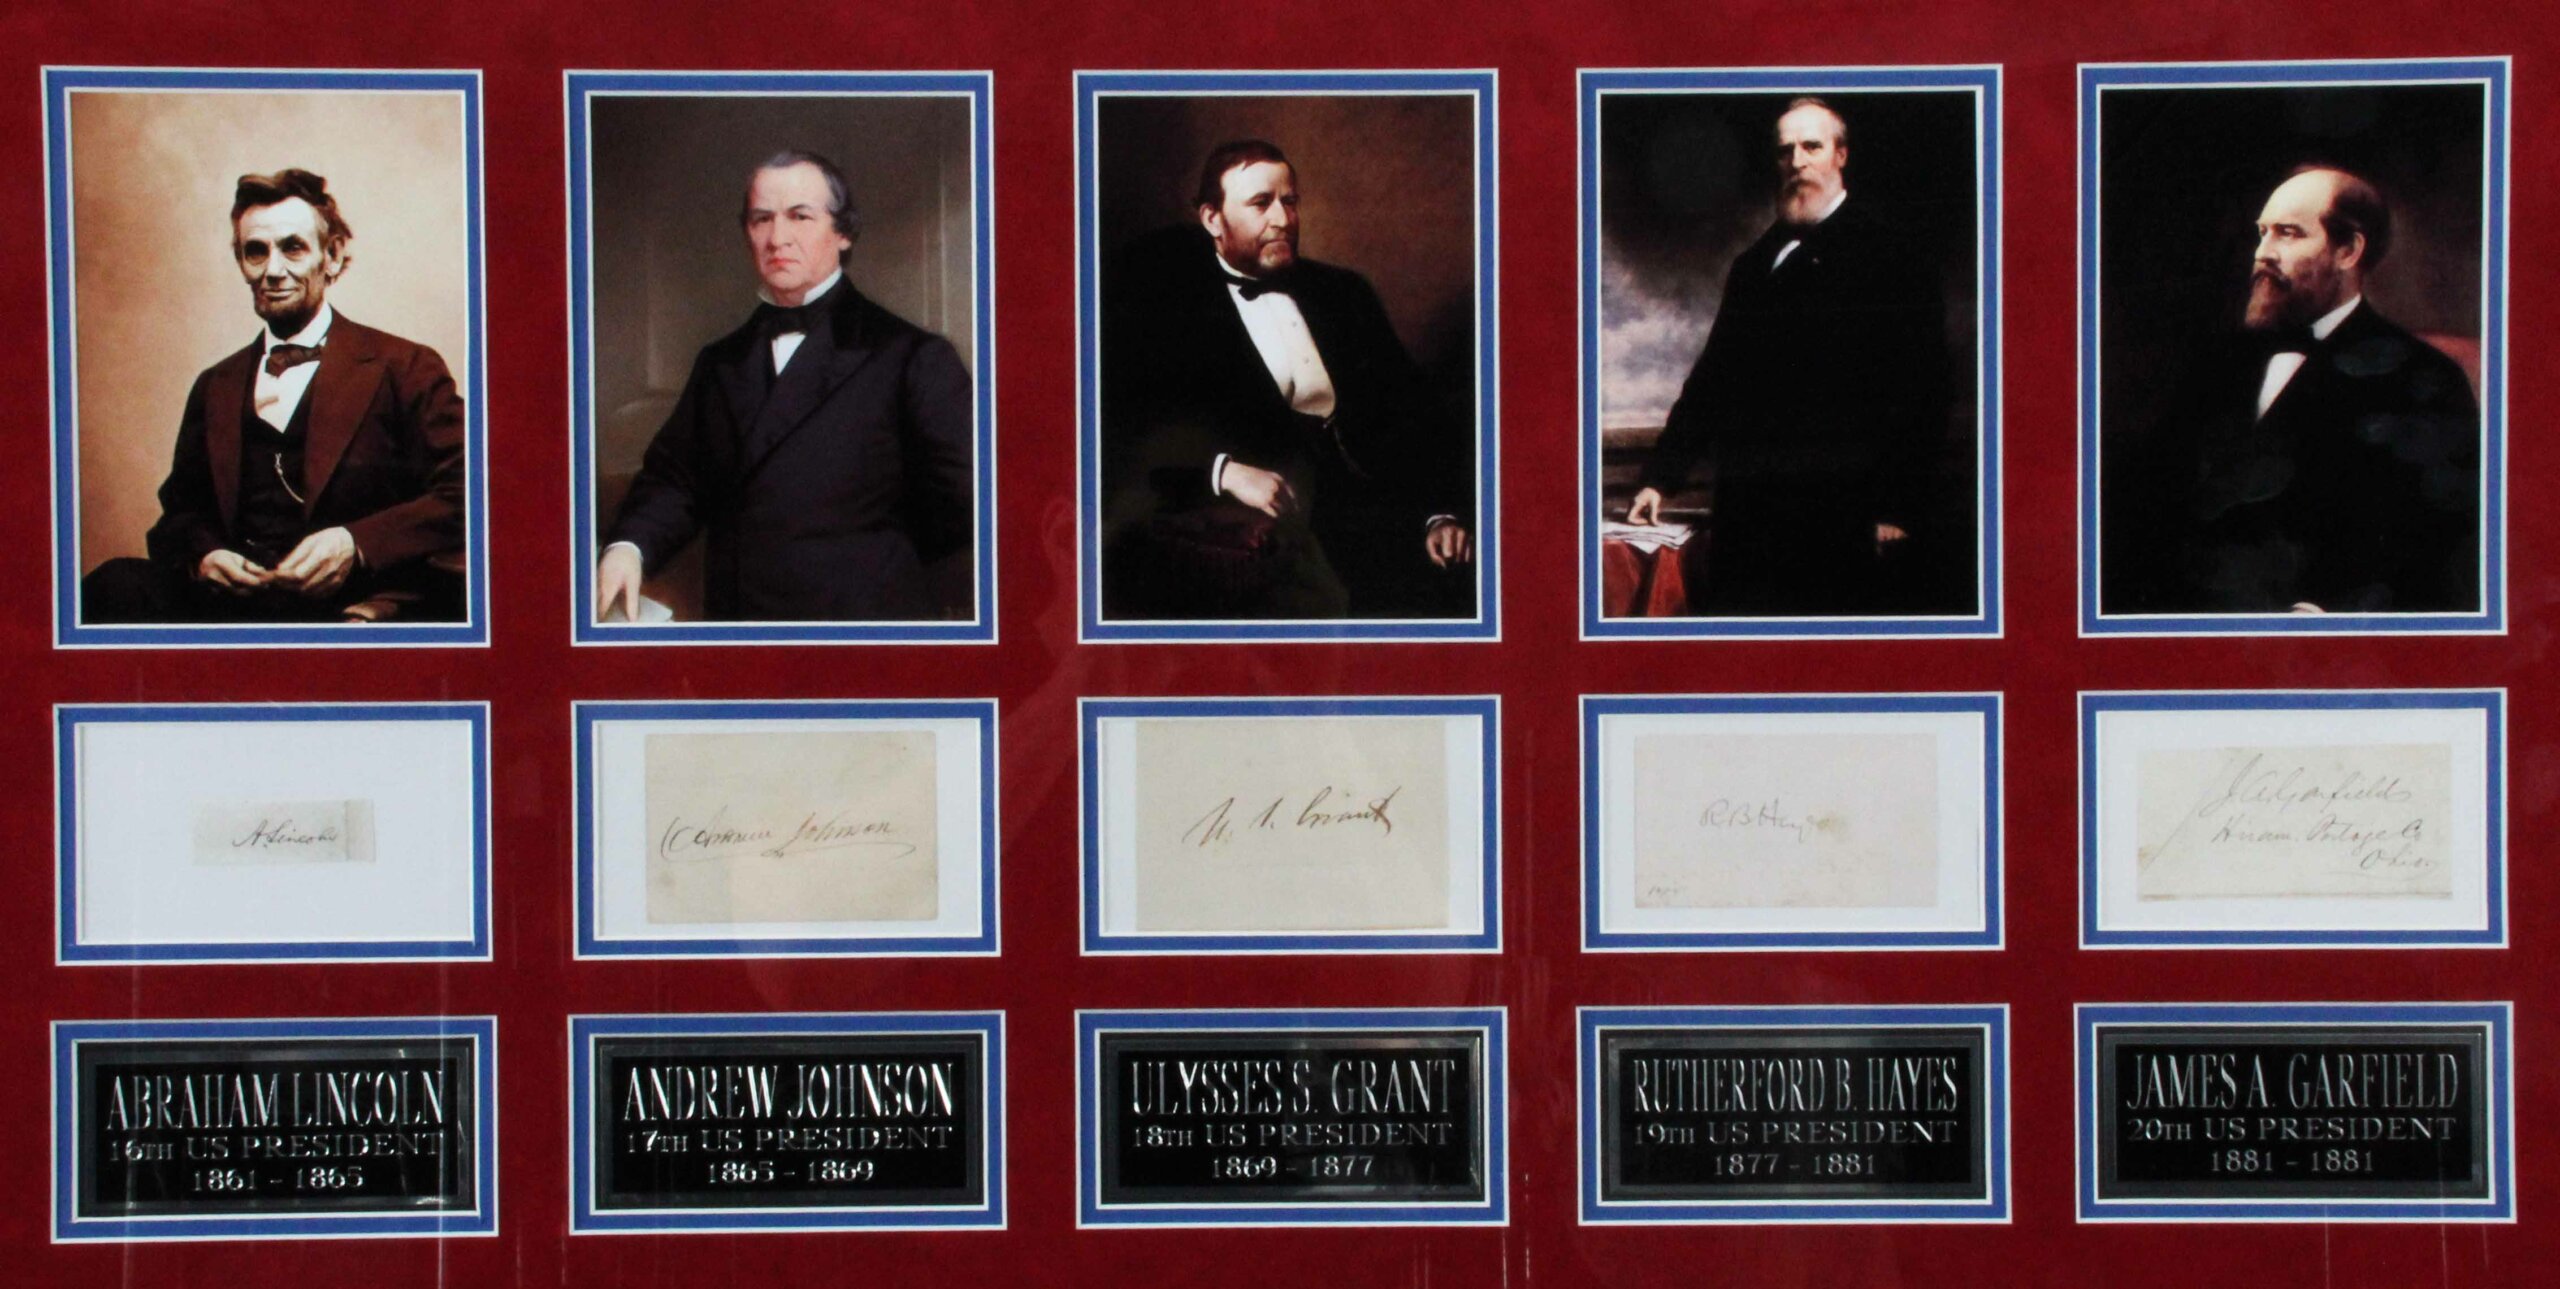 A. Lincoln
Andrew Johnson
U. S. Grant
R B Hayes
J. A. Garfield
Hiram. Portage Co
Ohio
ABRAHAM LINCOLN
16TH US PRESIDENT
1861 - 1865
ANDREW JOHNSON
17TH US PRESIDENT
1865 - 1869
ULYSSES S. GRANT
18TH US PRESIDENT
1869 - 1877
RUTHERFORD B. HAYES
19TH US PRESIDENT
1877 - 1881
JAMES A. GARFIELD
20TH US PRESIDENT
1881 - 1881